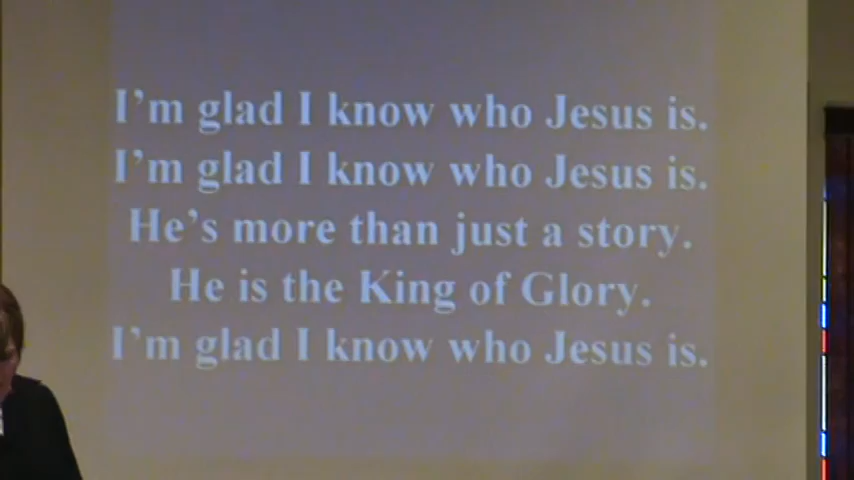 I'm glad I know who Jesus is.
I'm glad I know who Jesus is.
He's more than just a story.
He is the King of Glory.
I'm glad I know who Jesus is.